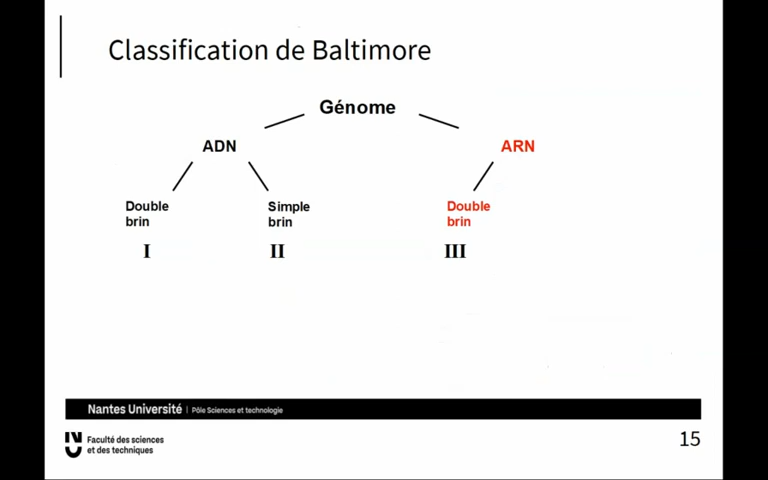 Classification de Baltimore
Génome
ADN
ARN
Double
brin
Simple
brin
Double
brin
I
II
III
Nantes Université | Pôle Sciences et technologie
Faculté des sciences
et des techniques
15